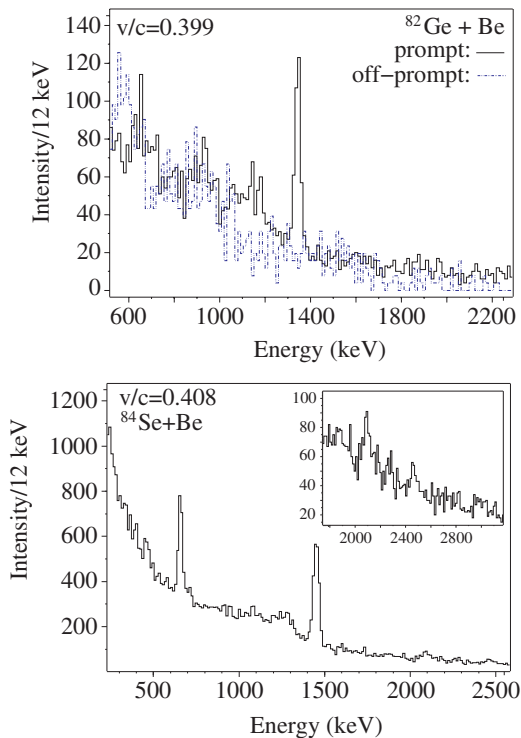 v/c=0.399
⁸²Ge + Be
prompt:
off−prompt:
140
120
100
80
60
40
20
0
Intensity/12 keV
600 1000 1400 1800 2200
Energy (keV)
v/c=0.408
⁸⁴Se+Be
1200
1000
800
600
400
200
Intensity/12 keV
100
80
60
40
20
2000 2400 2800
500 1000 1500 2000 2500
Energy (keV)